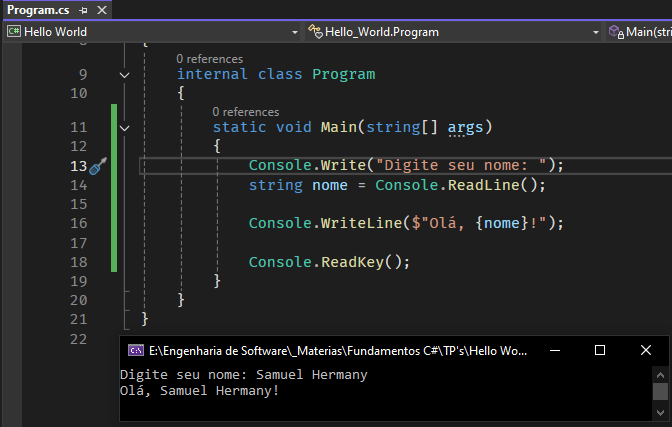 Program.cs
C# Hello World
Hello_World.Program
Main(stri
8
{
0 references
9 internal class Program
10 {
0 references
11 static void Main(string[] args)
12 {
13 Console.Write("Digite seu nome: ");
14 string nome = Console.ReadLine();
15
16 Console.WriteLine($"Olá, {nome}!");
17
18 Console.ReadKey();
19 }
20 }
21 }
22
E:\Engenharia de Software\_Materias\Fundamentos C#\TP's\Hello Wo...
Digite seu nome: Samuel Hermany
Olá, Samuel Hermany!